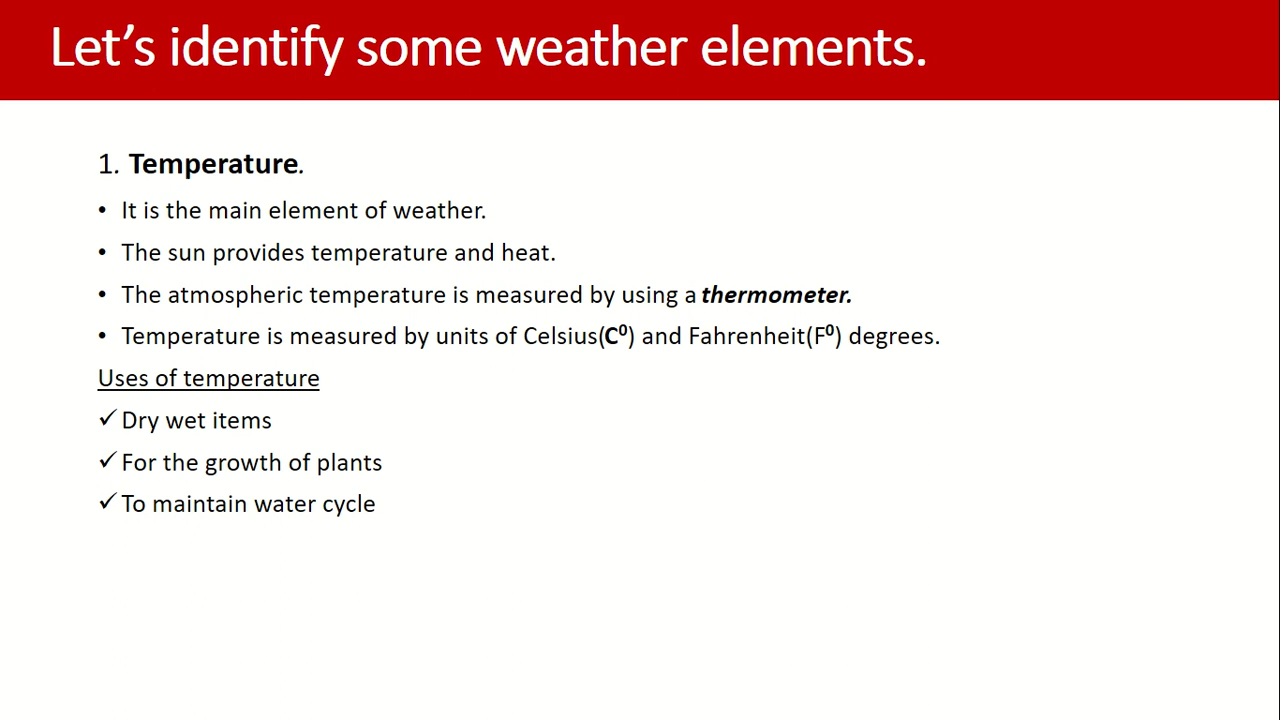 Let’s identify some weather elements.
1. Temperature.
• It is the main element of weather.
• The sun provides temperature and heat.
• The atmospheric temperature is measured by using a thermometer.
• Temperature is measured by units of Celsius(C⁰) and Fahrenheit(F⁰) degrees.
Uses of temperature
✓ Dry wet items
✓ For the growth of plants
✓ To maintain water cycle